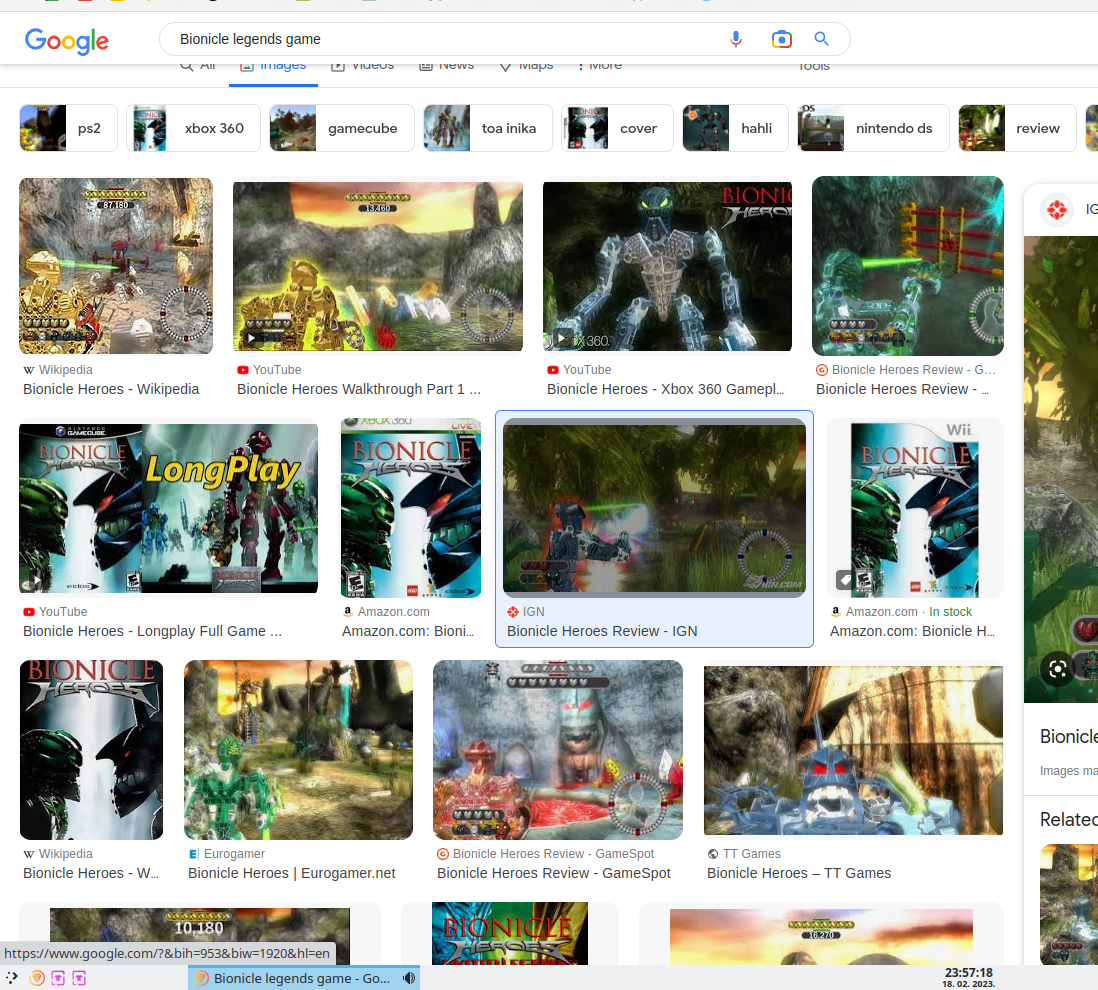 Google
Bionicle legends game
All Images Videos News Maps More Tools
ps2
xbox 360
gamecube
toa inika
cover
hahli
nintendo ds
review
87,180
13,460
BIONICLE
HEROES
Wikipedia
Bionicle Heroes - Wikipedia
YouTube
Bionicle Heroes Walkthrough Part 1 ...
YouTube
Bionicle Heroes - Xbox 360 Gamepl...
Bionicle Heroes Review - G...
Bionicle Heroes Review - ...
NINTENDO
GAMECUBE
BIONICLE
HEROES
LongPlay
eidos
XBOX 360
LIVE
BIONICLE
HEROES
IGN.COM
Wii
BIONICLE
HEROES
YouTube
Bionicle Heroes - Longplay Full Game ...
Amazon.com
Amazon.com: Bioni...
IGN
Bionicle Heroes Review - IGN
Amazon.com · In stock
Amazon.com: Bionicle H...
BIONICLE
HEROES
Wikipedia
Bionicle Heroes - W...
Eurogamer
Bionicle Heroes | Eurogamer.net
Bionicle Heroes Review - GameSpot
Bionicle Heroes Review - GameSpot
TT Games
Bionicle Heroes – TT Games
Bionicle
Images ma
Related
10,180
BIONICLE
HEROES
16,270
https://www.google.com/?&bih=953&biw=1920&hl=en
Bionicle legends game - Go...
23:57:18
18. 02. 2023.